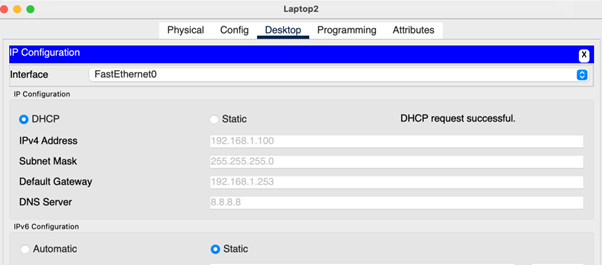 Laptop2
Physical Config Desktop Programming Attributes
IP Configuration X
Interface FastEthernet0
IP Configuration
DHCP Static DHCP request successful.
IPv4 Address 192.168.1.100
Subnet Mask 255.255.255.0
Default Gateway 192.168.1.253
DNS Server 8.8.8.8
IPv6 Configuration
Automatic Static